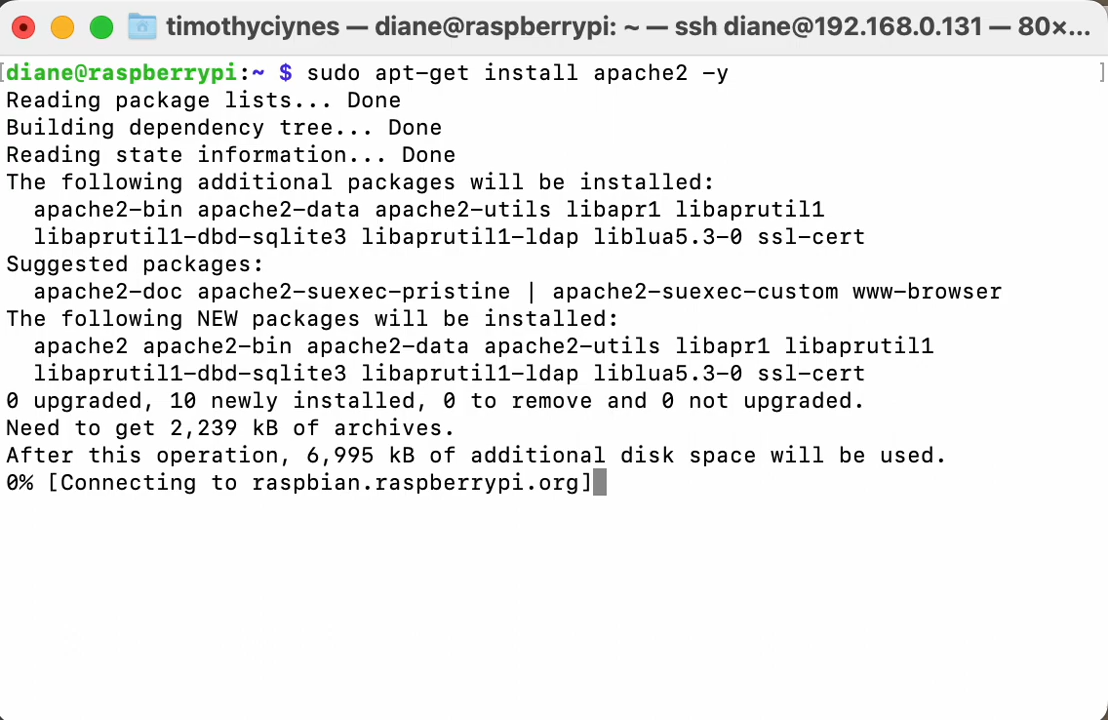 timothyciynes — diane@raspberrypi: ~ — ssh diane@192.168.0.131 — 80×...
[diane@raspberrypi:~ $ sudo apt-get install apache2 -y ]
Reading package lists... Done
Building dependency tree... Done
Reading state information... Done
The following additional packages will be installed:
  apache2-bin apache2-data apache2-utils libapr1 libaprutil1
  libaprutil1-dbd-sqlite3 libaprutil1-ldap liblua5.3-0 ssl-cert
Suggested packages:
  apache2-doc apache2-suexec-pristine | apache2-suexec-custom www-browser
The following NEW packages will be installed:
  apache2 apache2-bin apache2-data apache2-utils libapr1 libaprutil1
  libaprutil1-dbd-sqlite3 libaprutil1-ldap liblua5.3-0 ssl-cert
0 upgraded, 10 newly installed, 0 to remove and 0 not upgraded.
Need to get 2,239 kB of archives.
After this operation, 6,995 kB of additional disk space will be used.
0% [Connecting to raspbian.raspberrypi.org]